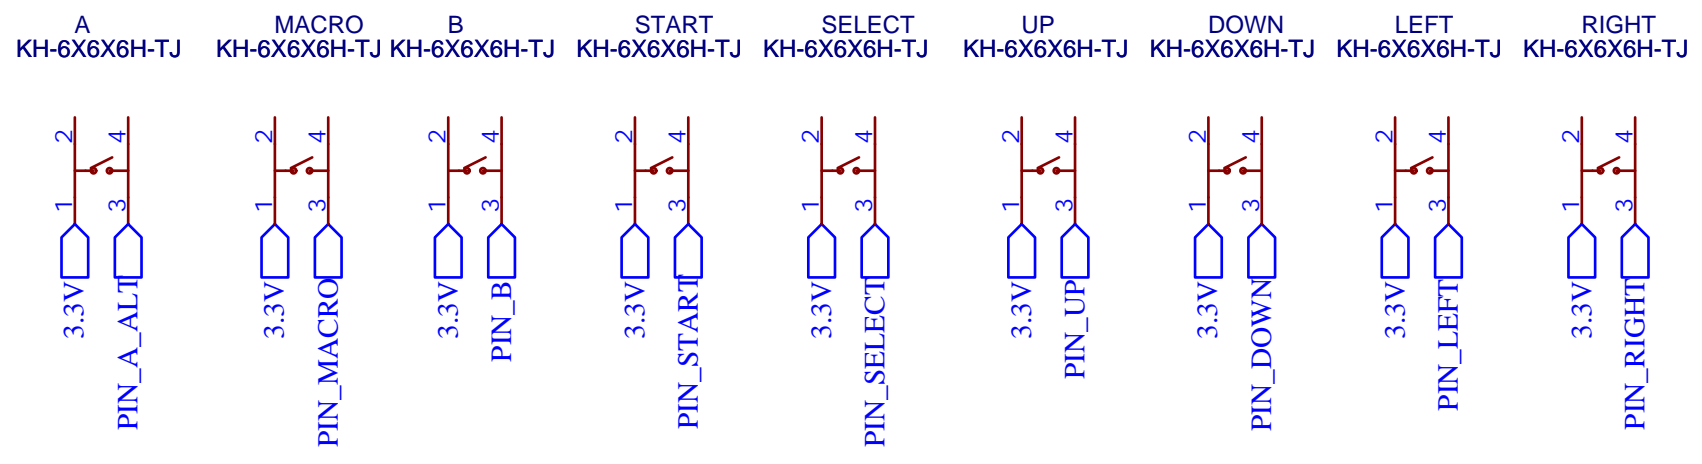 A
KH-6X6X6H-TJ
2
4
1
3
3.3V
PIN_A_ALT
MACRO
KH-6X6X6H-TJ
2
4
1
3
3.3V
PIN_MACRO
B
KH-6X6X6H-TJ
2
4
1
3
3.3V
PIN_B
START
KH-6X6X6H-TJ
2
4
1
3
3.3V
PIN_START
SELECT
KH-6X6X6H-TJ
2
4
1
3
3.3V
PIN_SELECT
UP
KH-6X6X6H-TJ
2
4
1
3
3.3V
PIN_UP
DOWN
KH-6X6X6H-TJ
2
4
1
3
3.3V
PIN_DOWN
LEFT
KH-6X6X6H-TJ
2
4
1
3
3.3V
PIN_LEFT
RIGHT
KH-6X6X6H-TJ
2
4
1
3
3.3V
PIN_RIGHT